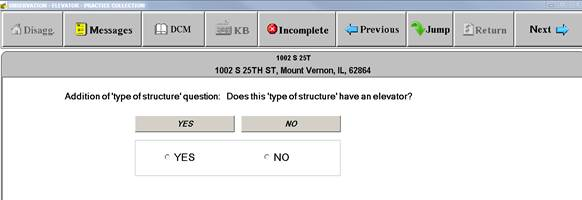 OBSERVATION - ELEVATOR - PRACTICE COLLECTION
Disagg Messages DCM KB Incomplete Previous Jump Return Next
1002 S 25T
1002 S 25TH ST, Mount Vernon, IL, 62864
Addition of 'type of structure' question: Does this 'type of structure' have an elevator?
YES NO
YES NO